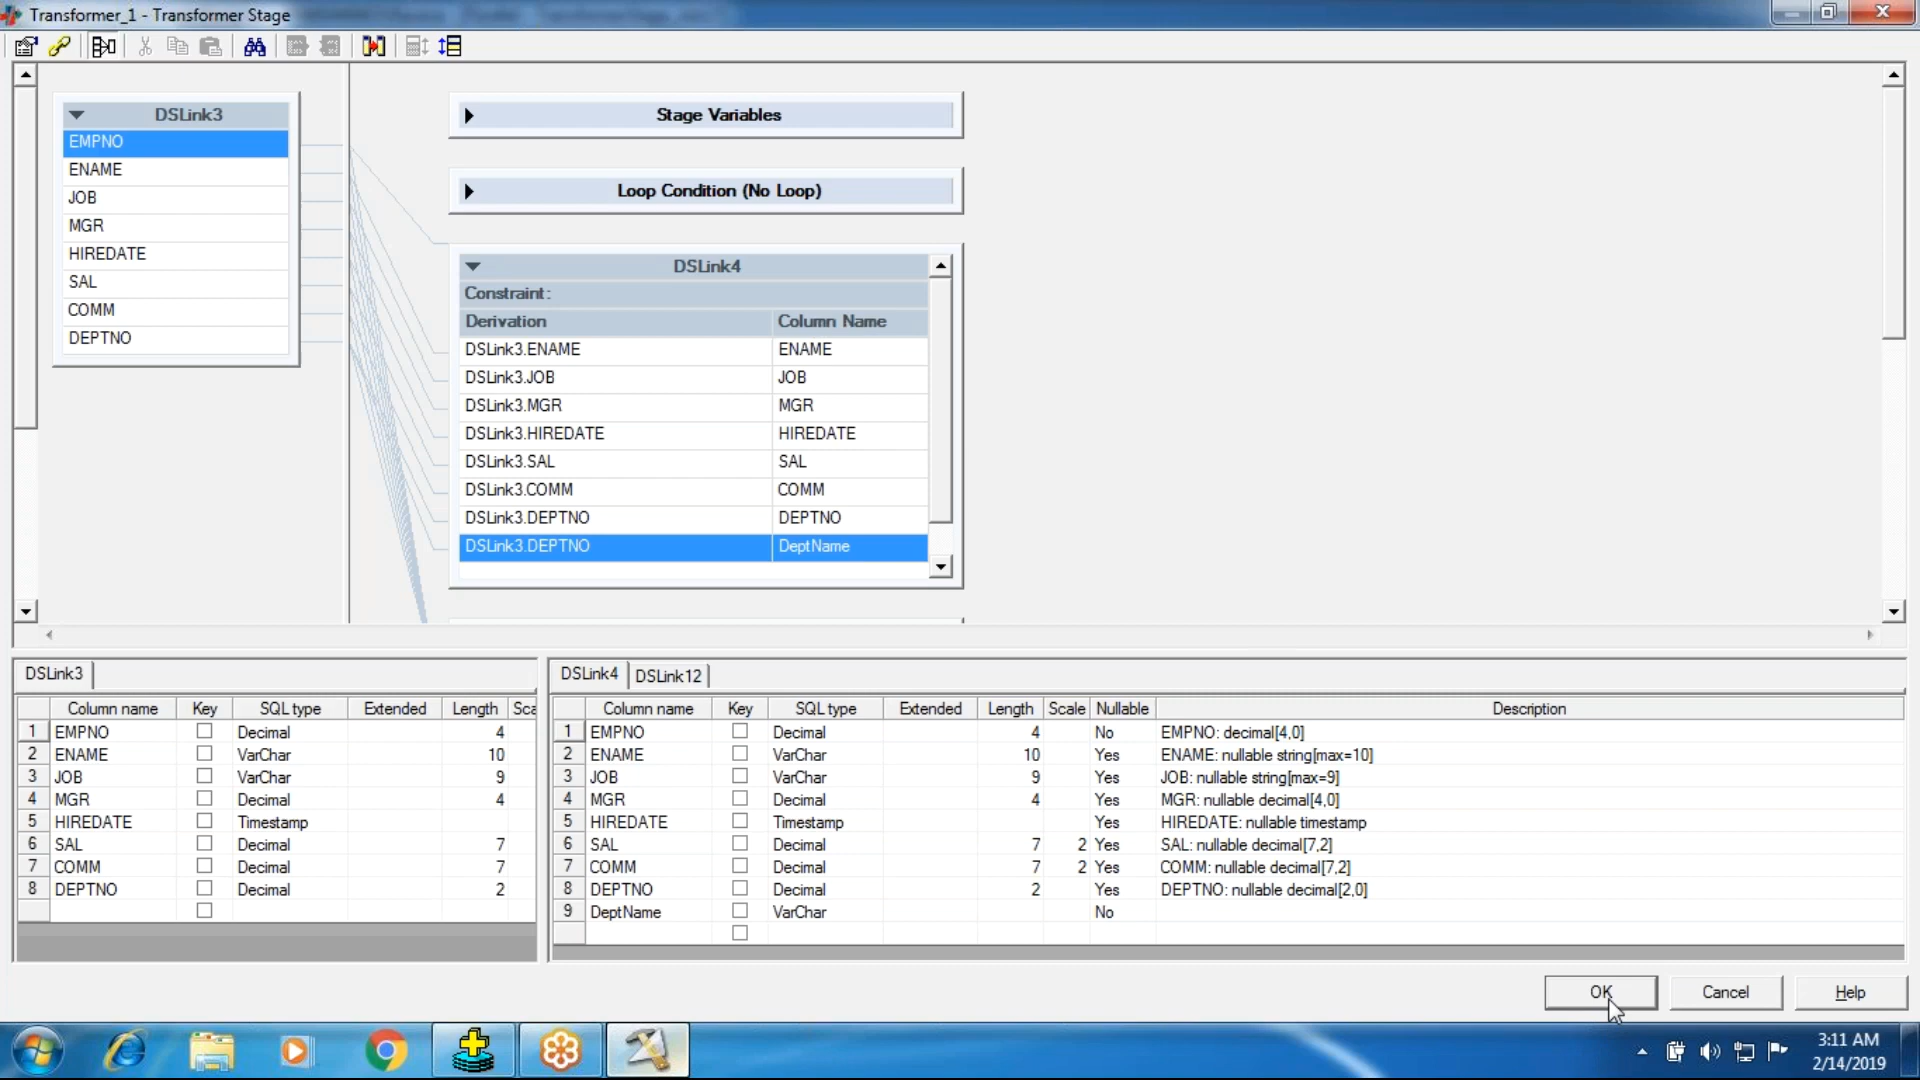 Transformer_1 - Transformer Stage
DSLink3
EMPNO
ENAME
JOB
MGR
HIREDATE
SAL
COMM
DEPTNO
Stage Variables
Loop Condition (No Loop)
DSLink4
Constraint:
Derivation Column Name
DSLink3.ENAME ENAME
DSLink3.JOB JOB
DSLink3.MGR MGR
DSLink3.HIREDATE HIREDATE
DSLink3.SAL SAL
DSLink3.COMM COMM
DSLink3.DEPTNO DEPTNO
DSLink3.DEPTNO DeptName
DSLink3
Column name Key SQL type Extended Length Sca
1 EMPNO Decimal 4
2 ENAME VarChar 10
3 JOB VarChar 9
4 MGR Decimal 4
5 HIREDATE Timestamp
6 SAL Decimal 7
7 COMM Decimal 7
8 DEPTNO Decimal 2
DSLink4 DSLink12
Column name Key SQL type Extended Length Scale Nullable Description
1 EMPNO Decimal 4 No EMPNO: decimal[4,0]
2 ENAME VarChar 10 Yes ENAME: nullable string[max=10]
3 JOB VarChar 9 Yes JOB: nullable string[max=9]
4 MGR Decimal 4 Yes MGR: nullable decimal[4,0]
5 HIREDATE Timestamp Yes HIREDATE: nullable timestamp
6 SAL Decimal 7 2 Yes SAL: nullable decimal[7,2]
7 COMM Decimal 7 2 Yes COMM: nullable decimal[7,2]
8 DEPTNO Decimal 2 Yes DEPTNO: nullable decimal[2,0]
9 DeptName VarChar No
OK Cancel Help
3:11 AM
2/14/2019